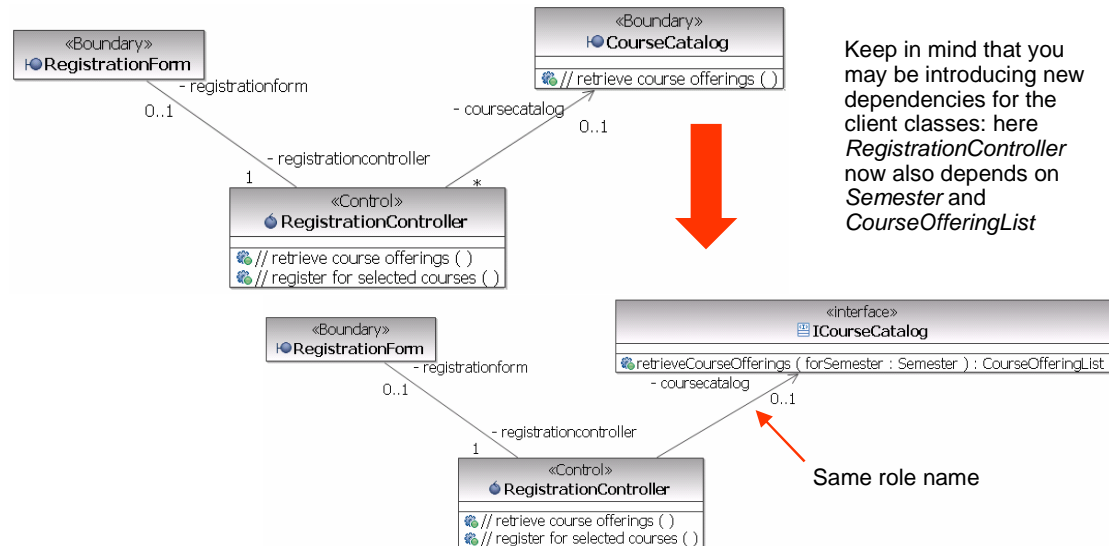 «Boundary»
RegistrationForm
- registrationform
0..1
- registrationcontroller
1
«Boundary»
CourseCatalog
// retrieve course offerings ( )
- coursecatalog
0..1
*
«Control»
RegistrationController
// retrieve course offerings ( )
// register for selected courses ( )
Keep in mind that you
may be introducing new
dependencies for the
client classes: here
RegistrationController
now also depends on
Semester and
CourseOfferingList
«Boundary»
RegistrationForm
- registrationform
0..1
- registrationcontroller
1
«interface»
ICourseCatalog
retrieveCourseOfferings ( forSemester : Semester ) : CourseOfferingList
- coursecatalog
0..1
Same role name
«Control»
RegistrationController
// retrieve course offerings ( )
// register for selected courses ( )